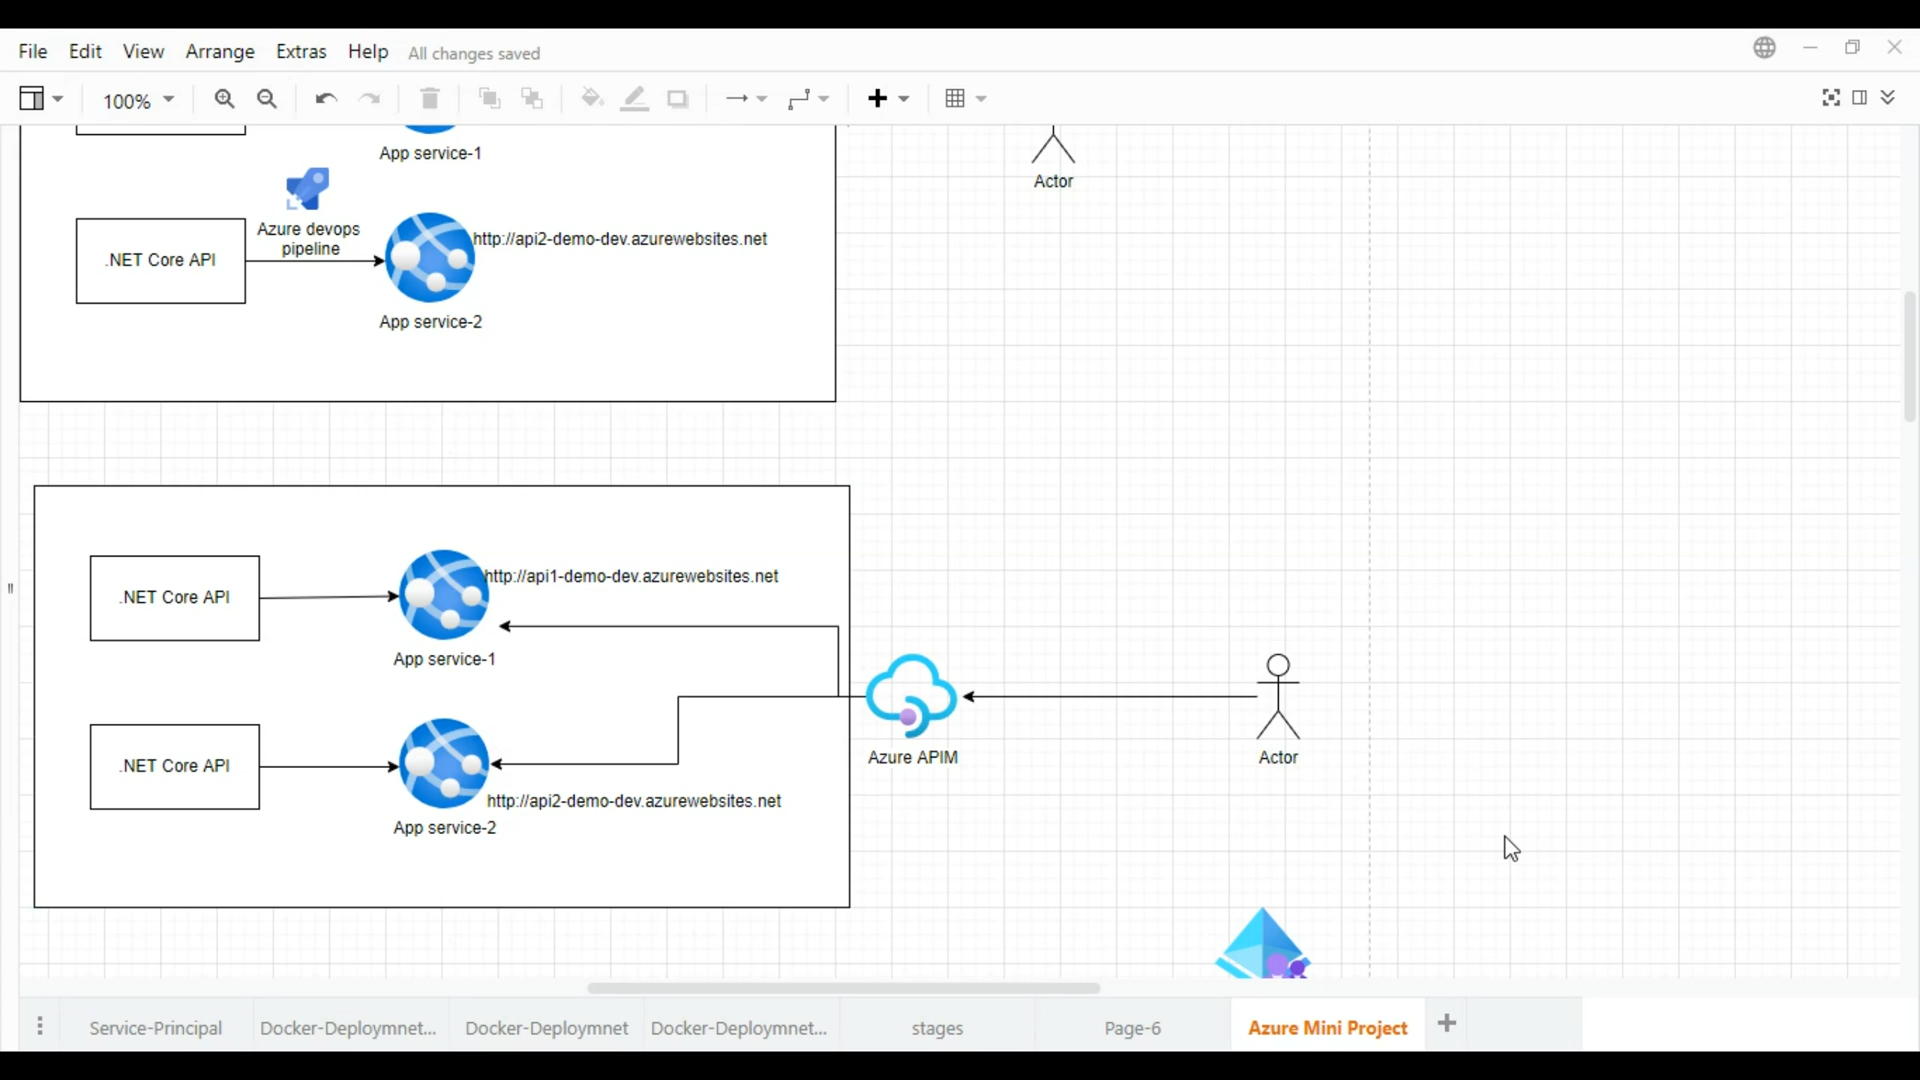 File Edit View Arrange Extras Help All changes saved
100%
App service-1
Actor
Azure devops
pipeline
.NET Core API
http://api2-demo-dev.azurewebsites.net
App service-2
.NET Core API
http://api1-demo-dev.azurewebsites.net
App service-1
Azure APIM
Actor
.NET Core API
http://api2-demo-dev.azurewebsites.net
App service-2
Service-Principal Docker-Deploymnet... Docker-Deploymnet Docker-Deploymnet... stages Page-6 Azure Mini Project